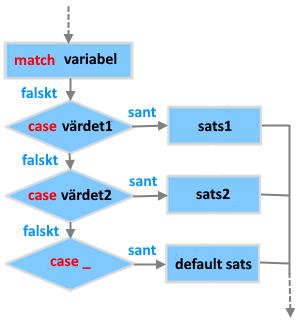 match variabel
falskt
sant
case värdet1
sats1
falskt
sant
case värdet2
sats2
falskt
sant
case _
default sats